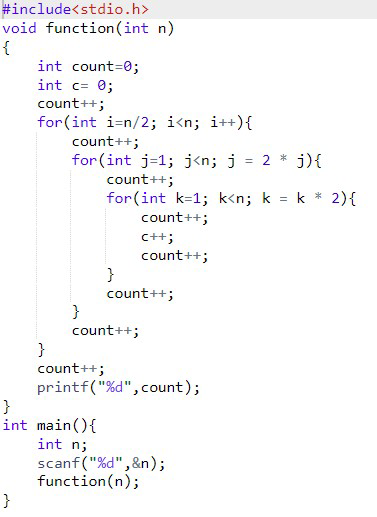 #include<stdio.h>
void function(int n)
{
    int count=0;
    int c= 0;
    count++;
    for(int i=n/2; i<n; i++){
        count++;
        for(int j=1; j<n; j = 2 * j){
            count++;
            for(int k=1; k<n; k = k * 2){
                count++;
                c++;
                count++;
            }
            count++;
        }
        count++;
    }
    count++;
    printf("%d",count);
}
int main(){
    int n;
    scanf("%d",&n);
    function(n);
}